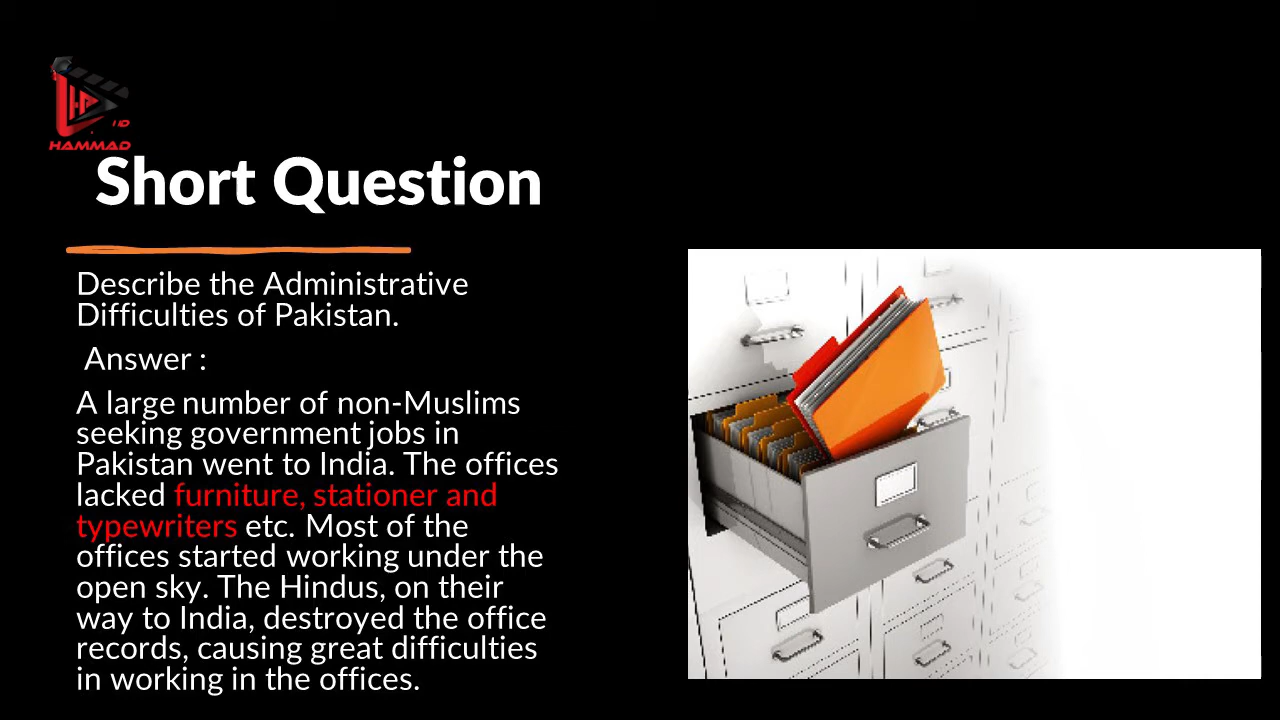 HD
HAMMAD
Short Question
Describe the Administrative
Difficulties of Pakistan.
Answer :
A large number of non-Muslims
seeking government jobs in
Pakistan went to India. The offices
lacked furniture, stationer and
typewriters etc. Most of the
offices started working under the
open sky. The Hindus, on their
way to India, destroyed the office
records, causing great difficulties
in working in the offices.